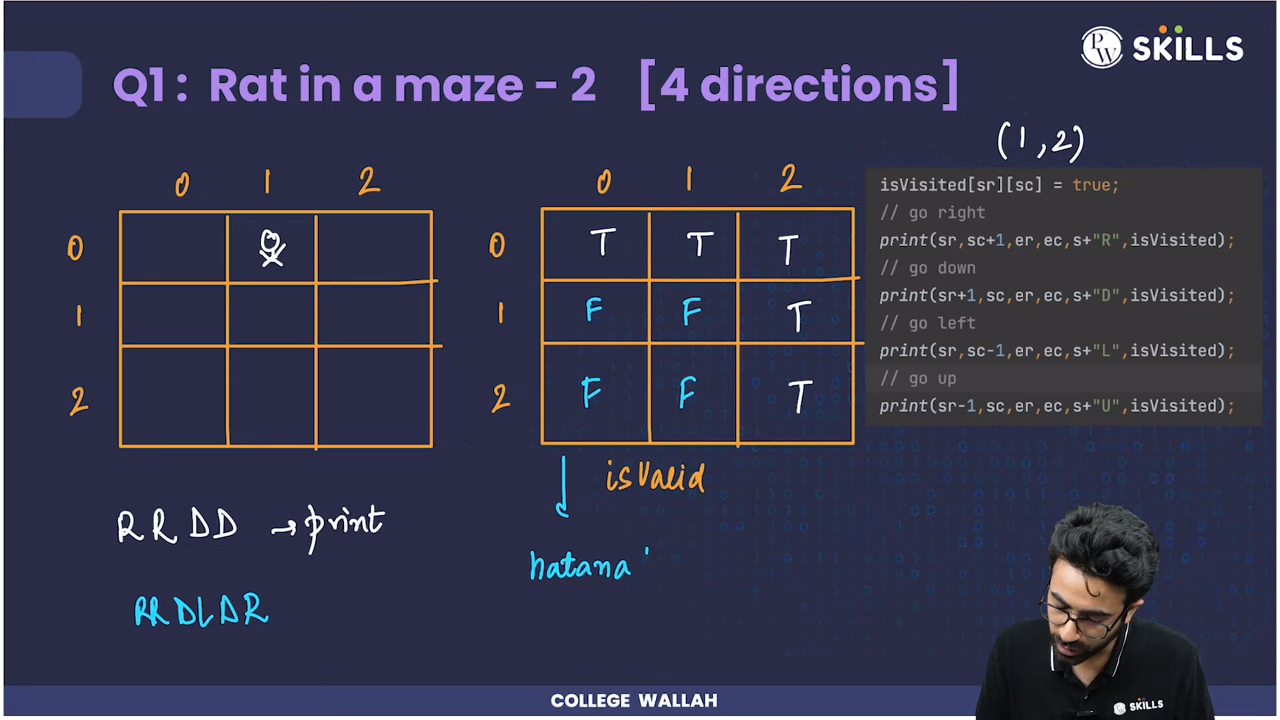 PW SKILLS
Q1 : Rat in a maze - 2 [4 directions]
(1,2)
0 1 2
0
1
2
0 1 2
0 T T T
1 F F T
2 F F T
isValid
hatana '
R R D D → print
RRDLDR
isVisited[sr][sc] = true;
// go right
print(sr,sc+1,er,ec,s+"R",isVisited);
// go down
print(sr+1,sc,er,ec,s+"D",isVisited);
// go left
print(sr,sc-1,er,ec,s+"L",isVisited);
// go up
print(sr-1,sc,er,ec,s+"U",isVisited);
SKILLS
COLLEGE WALLAH